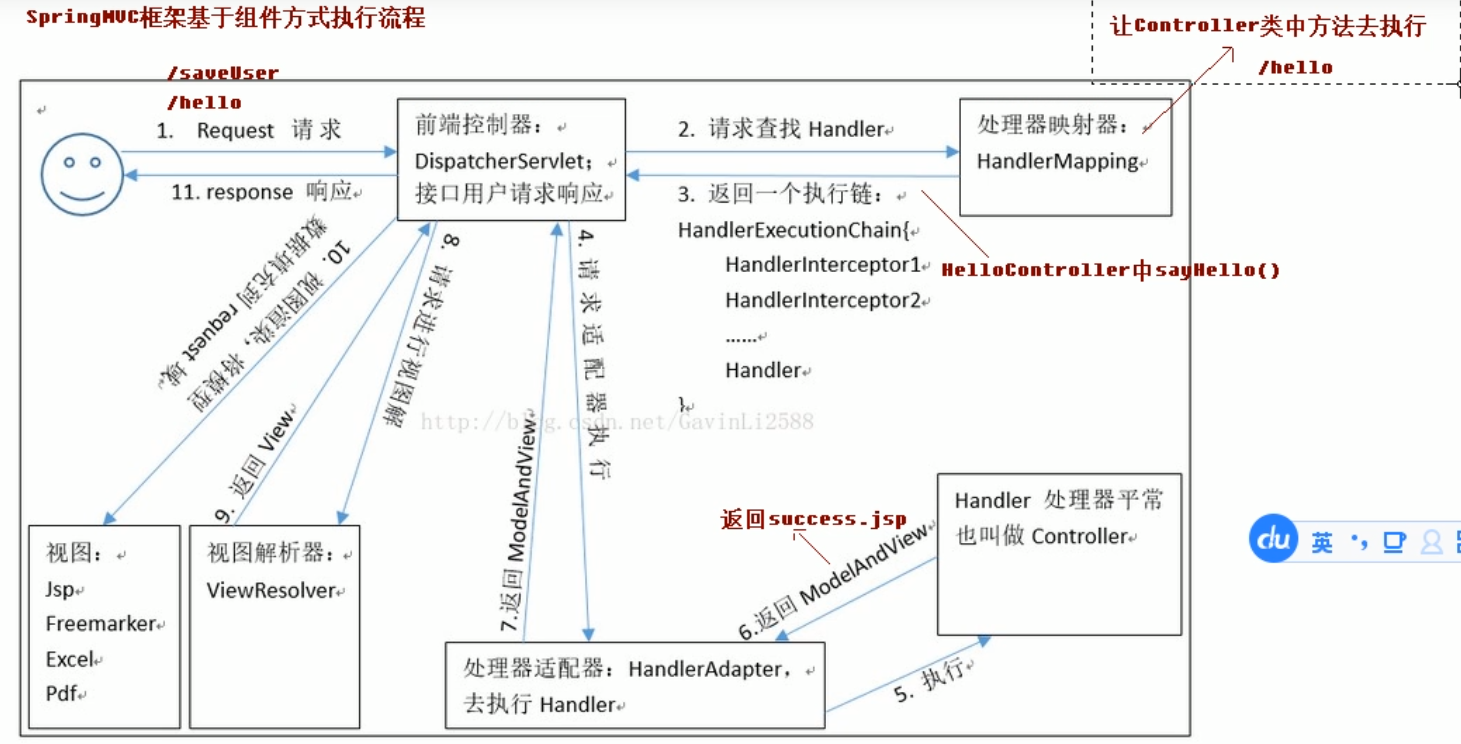 SpringMVC框架基于组件方式执行流程
让Controller类中方法去执行
/hello
/saveUser
/hello
1. Request 请求
11. response 响应
前端控制器：
DispatcherServlet；
接口用户请求响应
2. 请求查找 Handler
3. 返回一个执行链：
HandlerExecutionChain{
HandlerInterceptor1
HandlerInterceptor2
……
Handler
}
处理器映射器：
HandlerMapping
HelloController中sayHello()
10. 视图渲染，将模型
数据填充到 request 域
9. 返回 View
8. 请求进行视图解
7.返回 ModelAndView
4. 请求适配器执行
http://blog.csdn.net/GavinLi2588
返回success.jsp
6.返回 ModelAndView
5. 执行
Handler 处理器平常
也叫做 Controller
视图：
Jsp
Freemarker
Excel
Pdf
视图解析器：
ViewResolver
处理器适配器：HandlerAdapter，
去执行 Handler
du 英